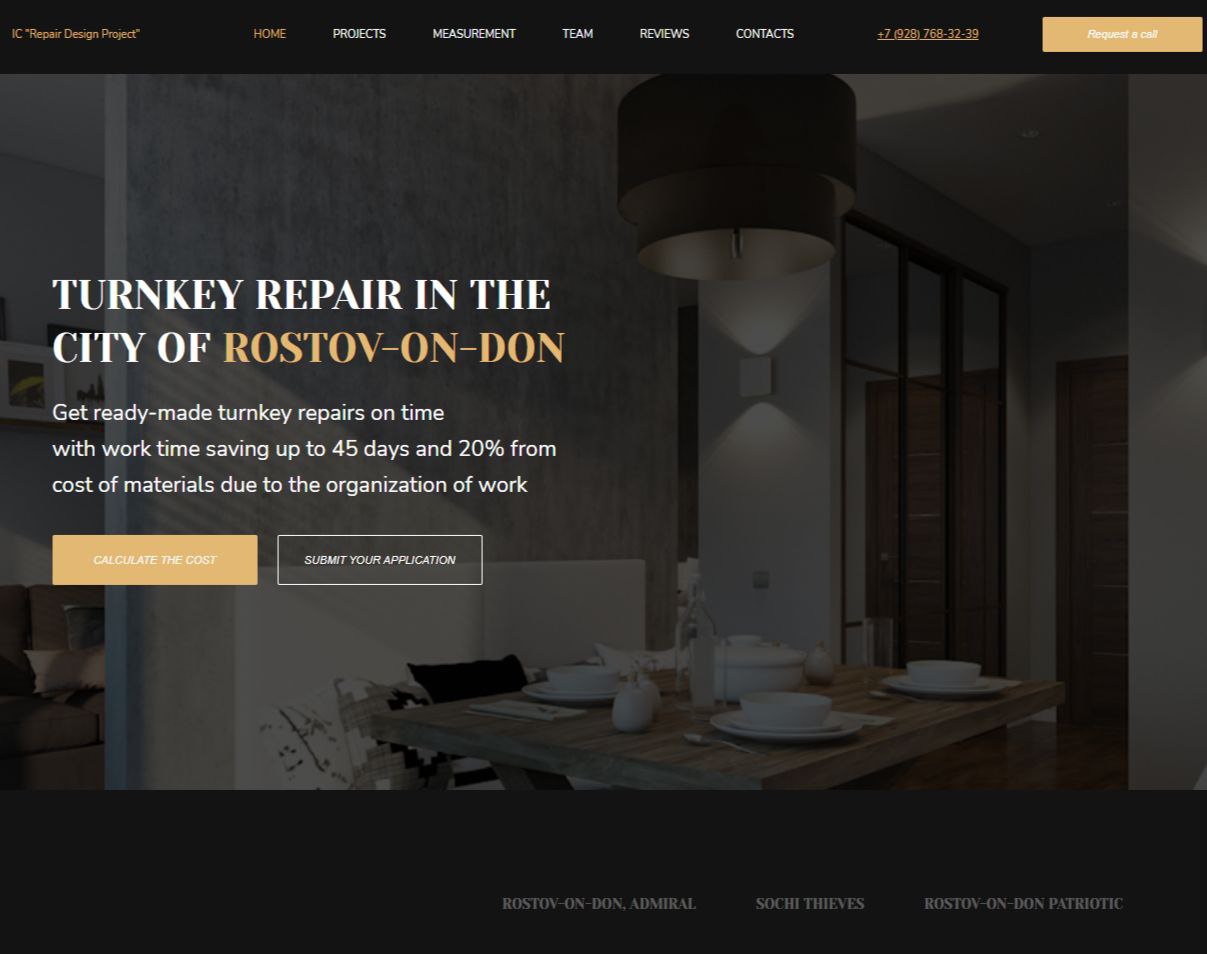 IC "Repair Design Project"
HOME
PROJECTS
MEASUREMENT
TEAM
REVIEWS
CONTACTS
+7 (928) 768-32-39
Request a call
TURNKEY REPAIR IN THE
CITY OF ROSTOV-ON-DON
Get ready-made turnkey repairs on time
with work time saving up to 45 days and 20% from
cost of materials due to the organization of work
CALCULATE THE COST
SUBMIT YOUR APPLICATION
ROSTOV-ON-DON, ADMIRAL
SOCHI THIEVES
ROSTOV-ON-DON PATRIOTIC